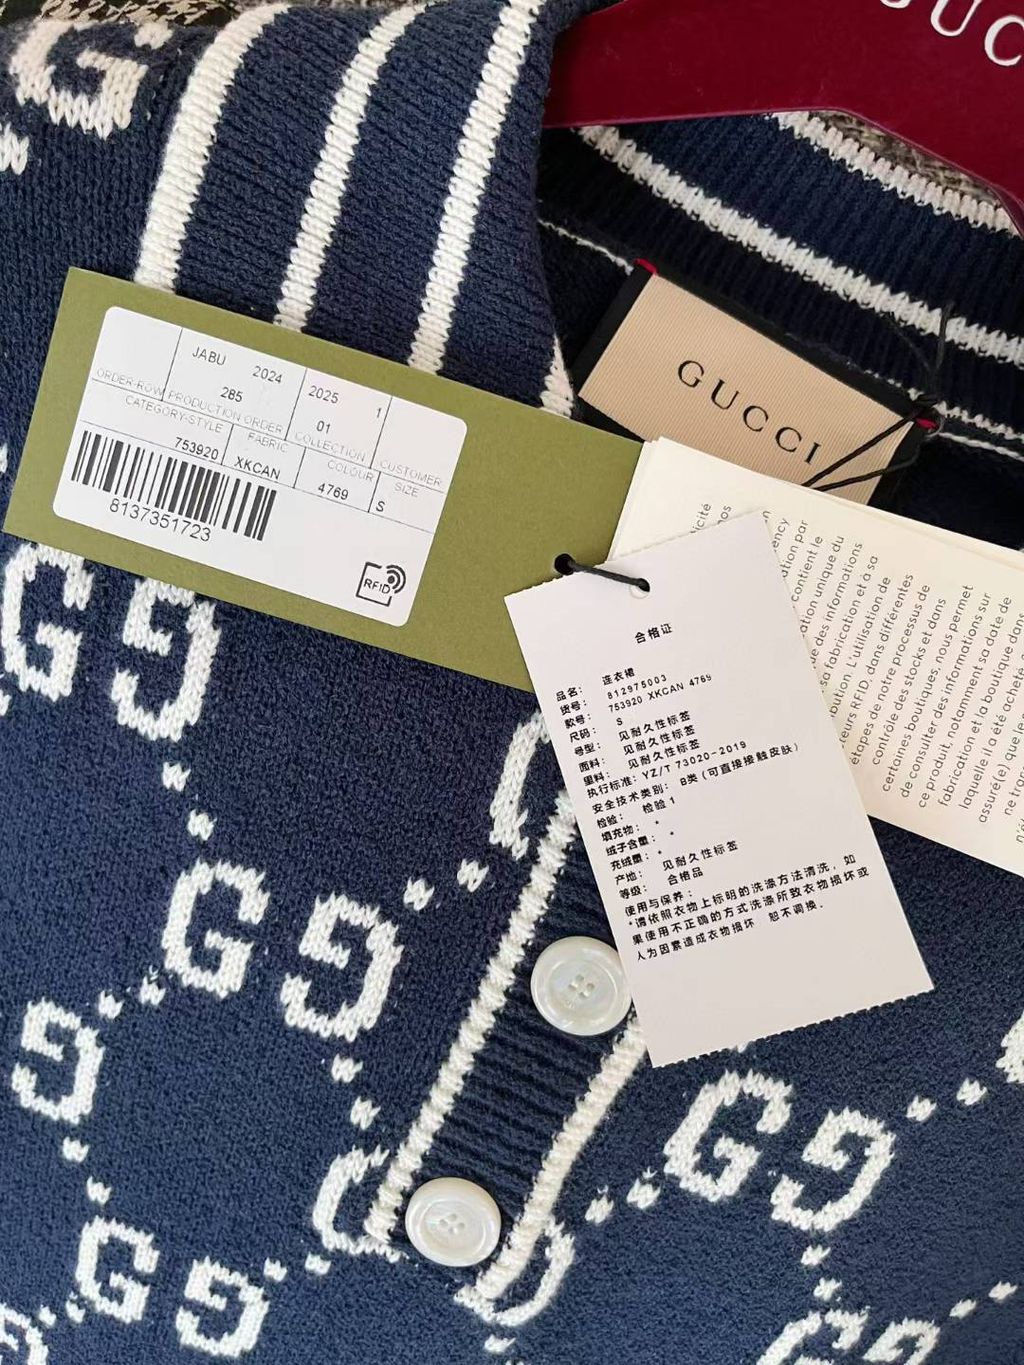 GUC
GUCCI
JABU 2024 2025 1
285 01
ORDER-ROW PRODUCTION ORDER COLLECTION CUSTOMER
CATEGORY-STYLE FABRIC COLOUR SIZE
753920 XKCAN 4769 S
8137351723
RFID
合格证
品名: 连衣裙
货号: 812975003
款号: 753920 XKCAN 4769
尺码: S
号型: 见耐久性标签
面料: 见耐久性标签
里料: 见耐久性标签
执行标准: YZ/T 73020-2019
安全技术类别: B类 (可直接接触皮肤)
检验: 检验1
填充物: *
绒子含量: *
充绒量: *
产地: 见耐久性标签
等级: 合格品
使用与保养:
*请依照衣物上标明的洗涤方法清洗, 如
果使用不正确的方式洗涤所致衣物损坏或
人为因素造成衣物损坏 恕不调换.
contient le
unique du
des informations
sa fabrication et à sa
L'utilisation de
teurs RFID, dans différentes
étapes de notre processus de
contrôle des stocks et dans
certaines boutiques, nous permet
de consulter des informations sur
ce produit, notamment sa date de
fabrication et la boutique dans
laquelle il a été acheté
assuré(e) que